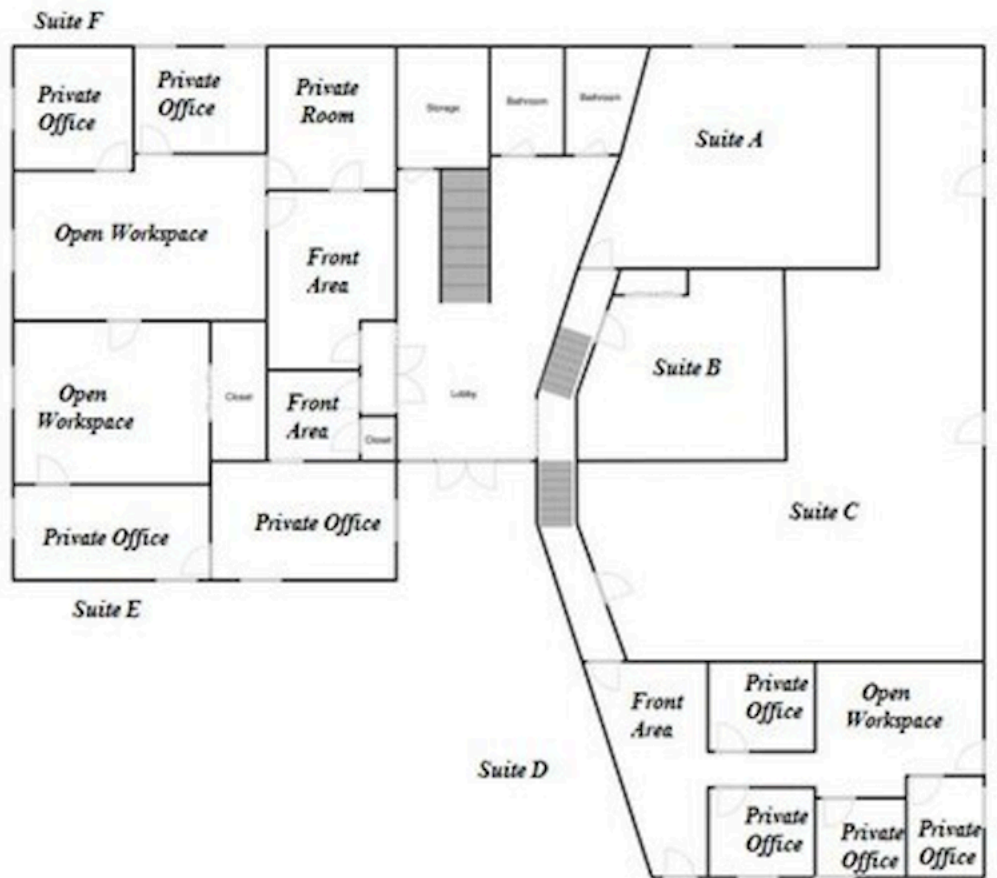 Suite F
Private
Office
Private
Office
Private
Room
Storage
Bathroom
Bathroom
Suite A
Open Workspace
Front
Area
Suite B
Open
Workspace
Closet
Front
Area
Closet
Lobby
Private Office
Private Office
Suite C
Suite E
Front
Area
Private
Office
Open
Workspace
Suite D
Private
Office
Private
Office
Private
Office